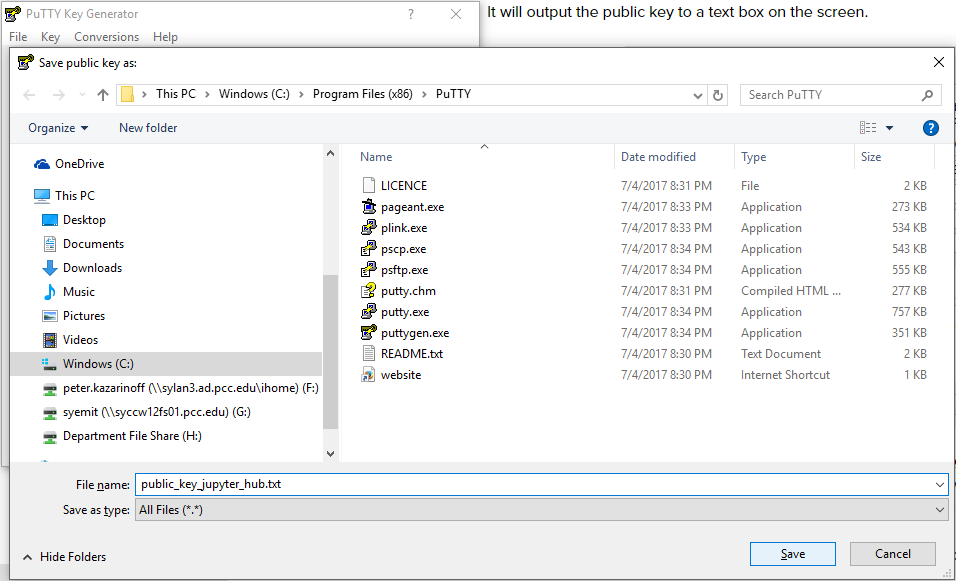 PuTTY Key Generator
?
It will output the public key to a text box on the screen.
File Key Conversions Help
Save public key as:
This PC > Windows (C:) > Program Files (x86) > PuTTY
Search PuTTY
Organize New folder
?
OneDrive
This PC
Desktop
Documents
Downloads
Music
Pictures
Videos
Windows (C:)
peter.kazarinoff (\\sylan3.ad.pcc.edu\ihome) (F:)
syemit (\\syccw12fs01.pcc.edu) (G:)
Department File Share (H:)
Name Date modified Type Size
LICENCE 7/4/2017 8:31 PM File 2 KB
pageant.exe 7/4/2017 8:33 PM Application 273 KB
plink.exe 7/4/2017 8:33 PM Application 534 KB
pscp.exe 7/4/2017 8:34 PM Application 543 KB
psftp.exe 7/4/2017 8:34 PM Application 555 KB
putty.chm 7/4/2017 8:31 PM Compiled HTML ... 277 KB
putty.exe 7/4/2017 8:34 PM Application 757 KB
puttygen.exe 7/4/2017 8:34 PM Application 351 KB
README.txt 7/4/2017 8:30 PM Text Document 2 KB
website 7/4/2017 8:30 PM Internet Shortcut 1 KB
File name: public_key_jupyter_hub.txt
Save as type: All Files (*.*)
Hide Folders
Save Cancel